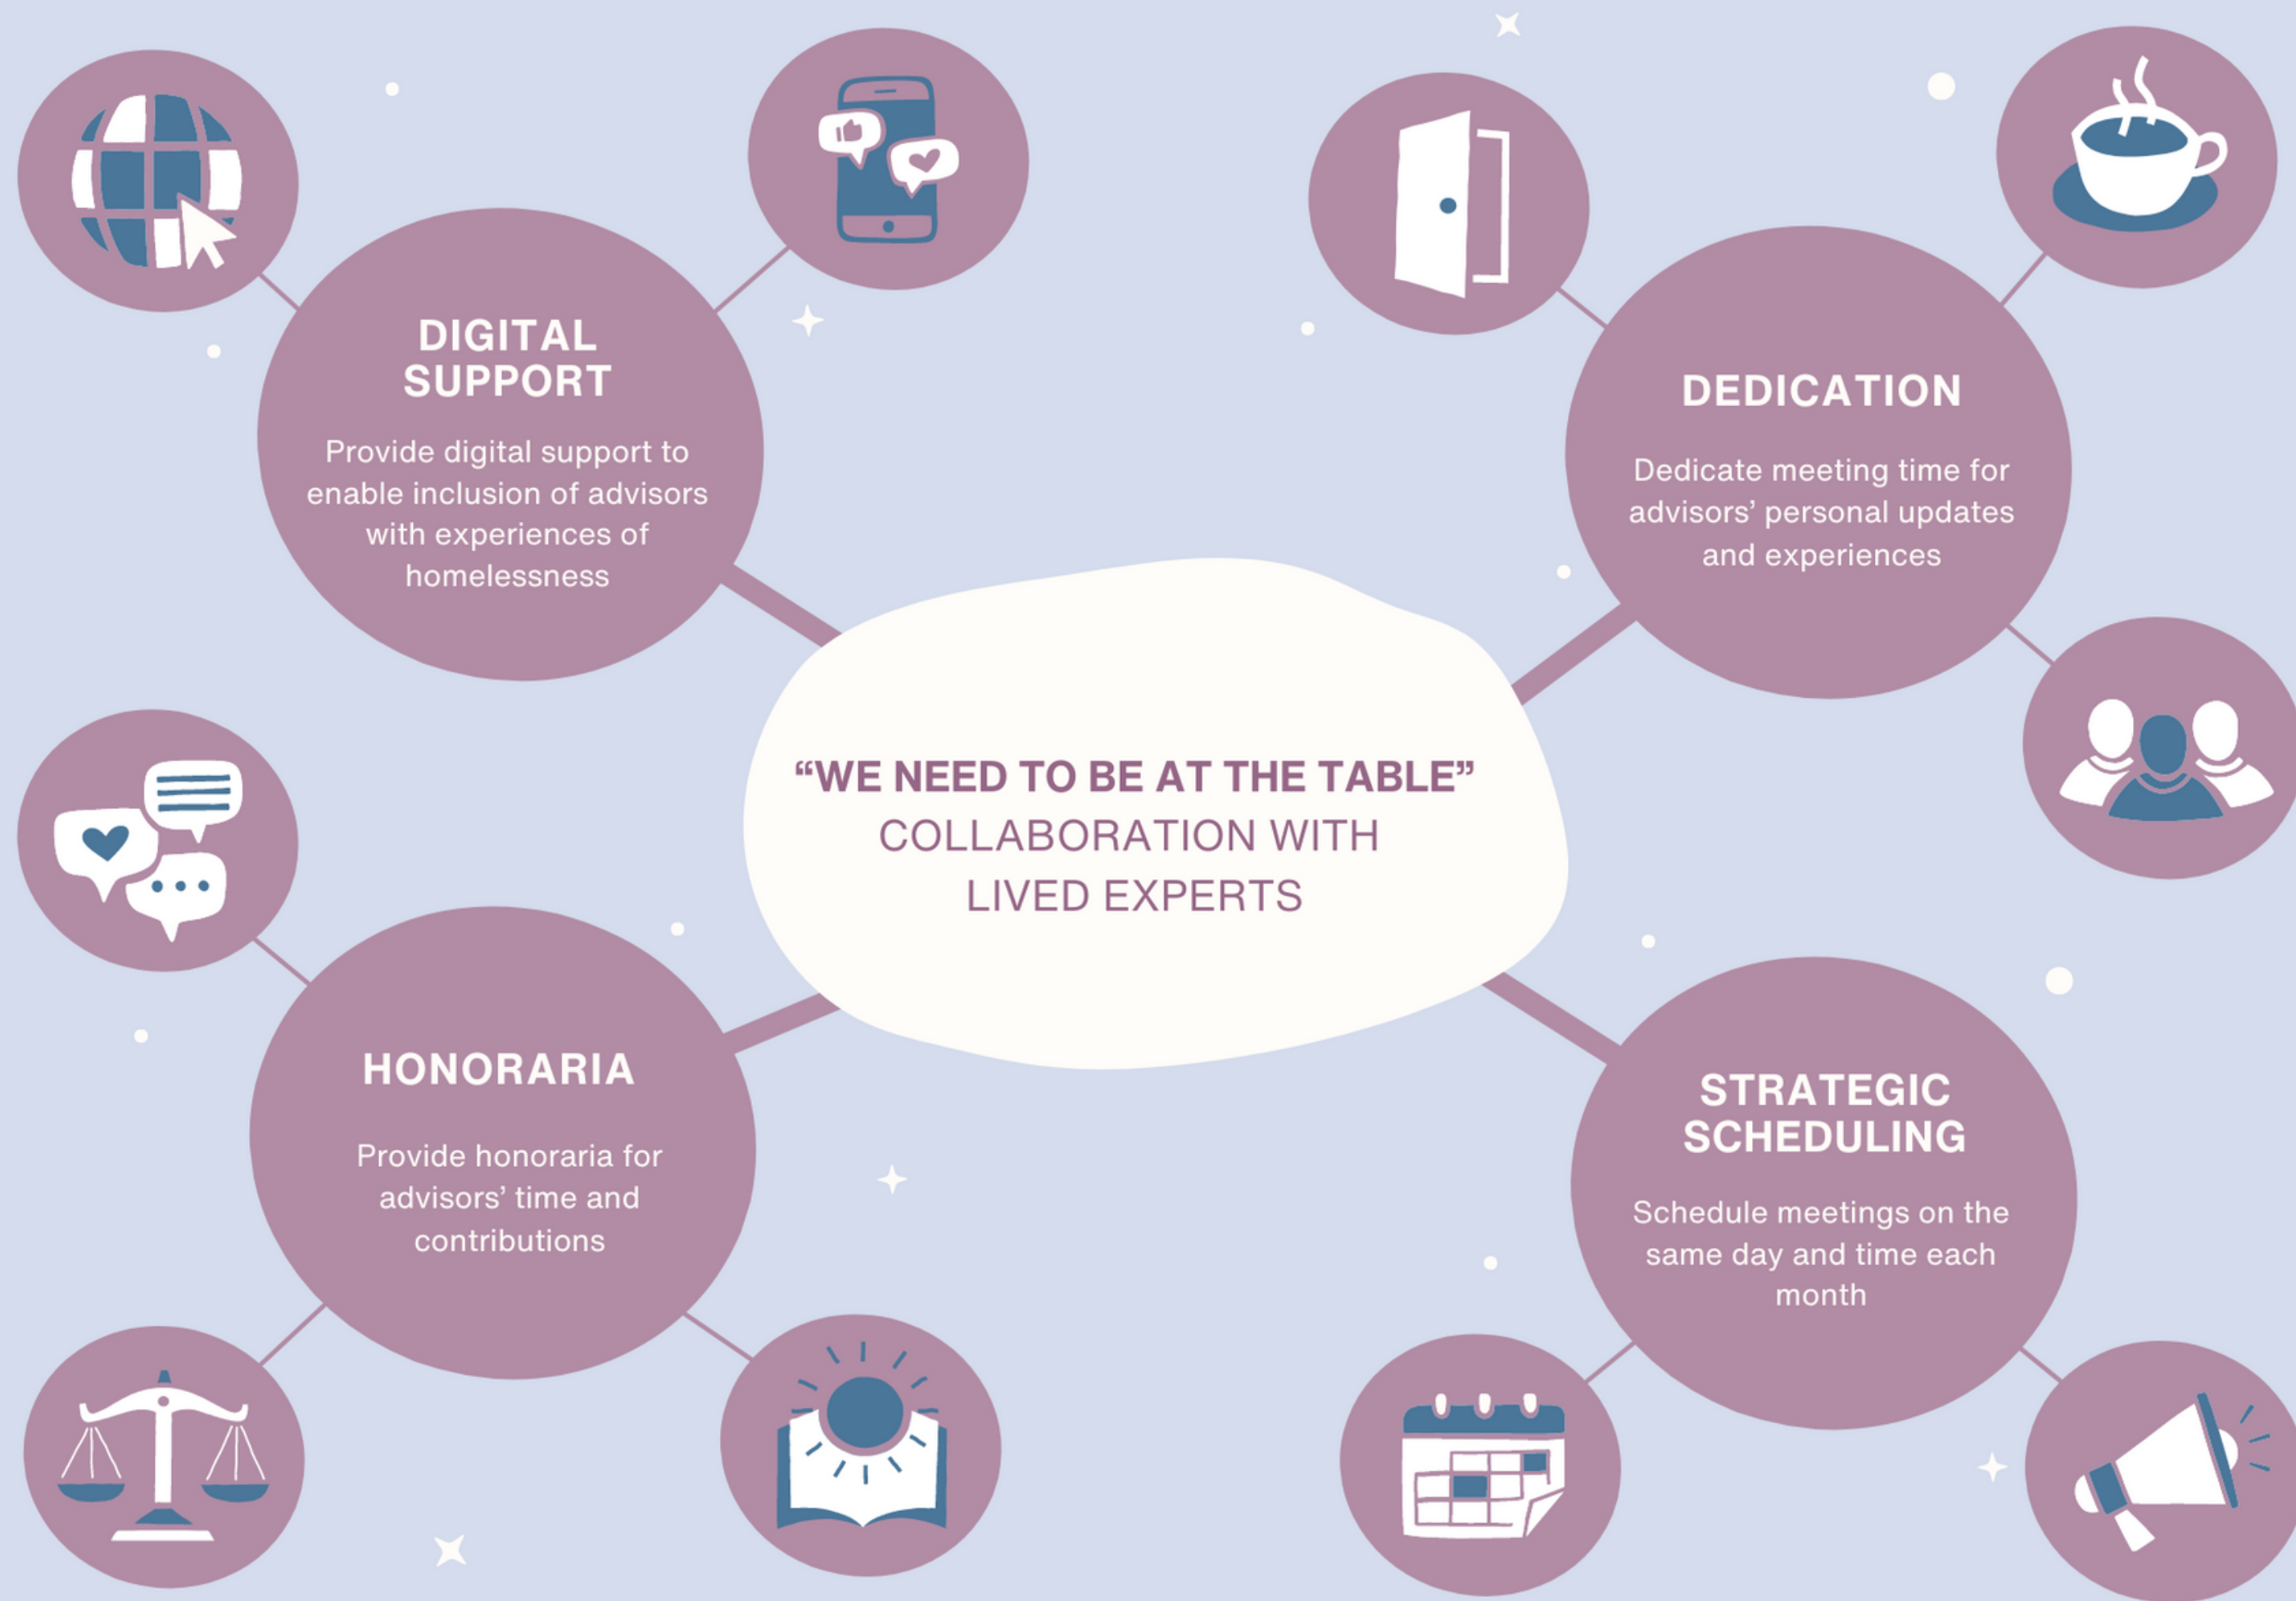 DIGITAL
SUPPORT
Provide digital support to
enable inclusion of advisors
with experiences of
homelessness
DEDICATION
Dedicate meeting time for
advisors’ personal updates
and experiences
“WE NEED TO BE AT THE TABLE”
COLLABORATION WITH
LIVED EXPERTS
HONORARIA
Provide honoraria for
advisors’ time and
contributions
STRATEGIC
SCHEDULING
Schedule meetings on the
same day and time each
month